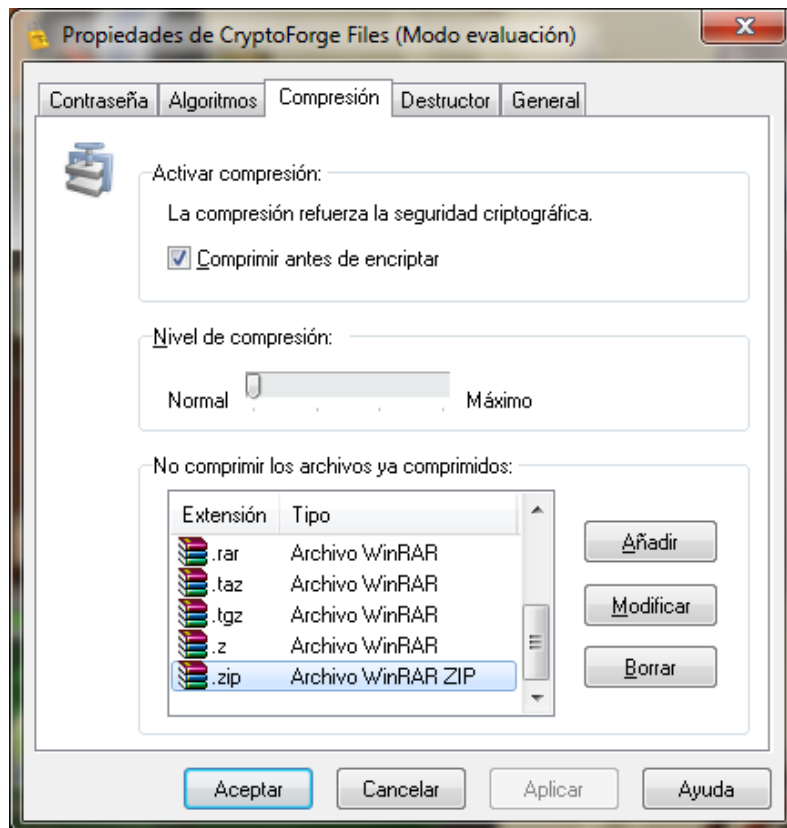 Propiedades de CryptoForge Files (Modo evaluación)
Contraseña Algoritmos Compresión Destructor General
Activar compresión:
La compresión refuerza la seguridad criptográfica.
Comprimir antes de encriptar
Nivel de compresión:
Normal Máximo
No comprimir los archivos ya comprimidos:
Extensión Tipo
.rar Archivo WinRAR
.taz Archivo WinRAR
.tgz Archivo WinRAR
.z Archivo WinRAR
.zip Archivo WinRAR ZIP
Añadir
Modificar
Borrar
Aceptar Cancelar Aplicar Ayuda